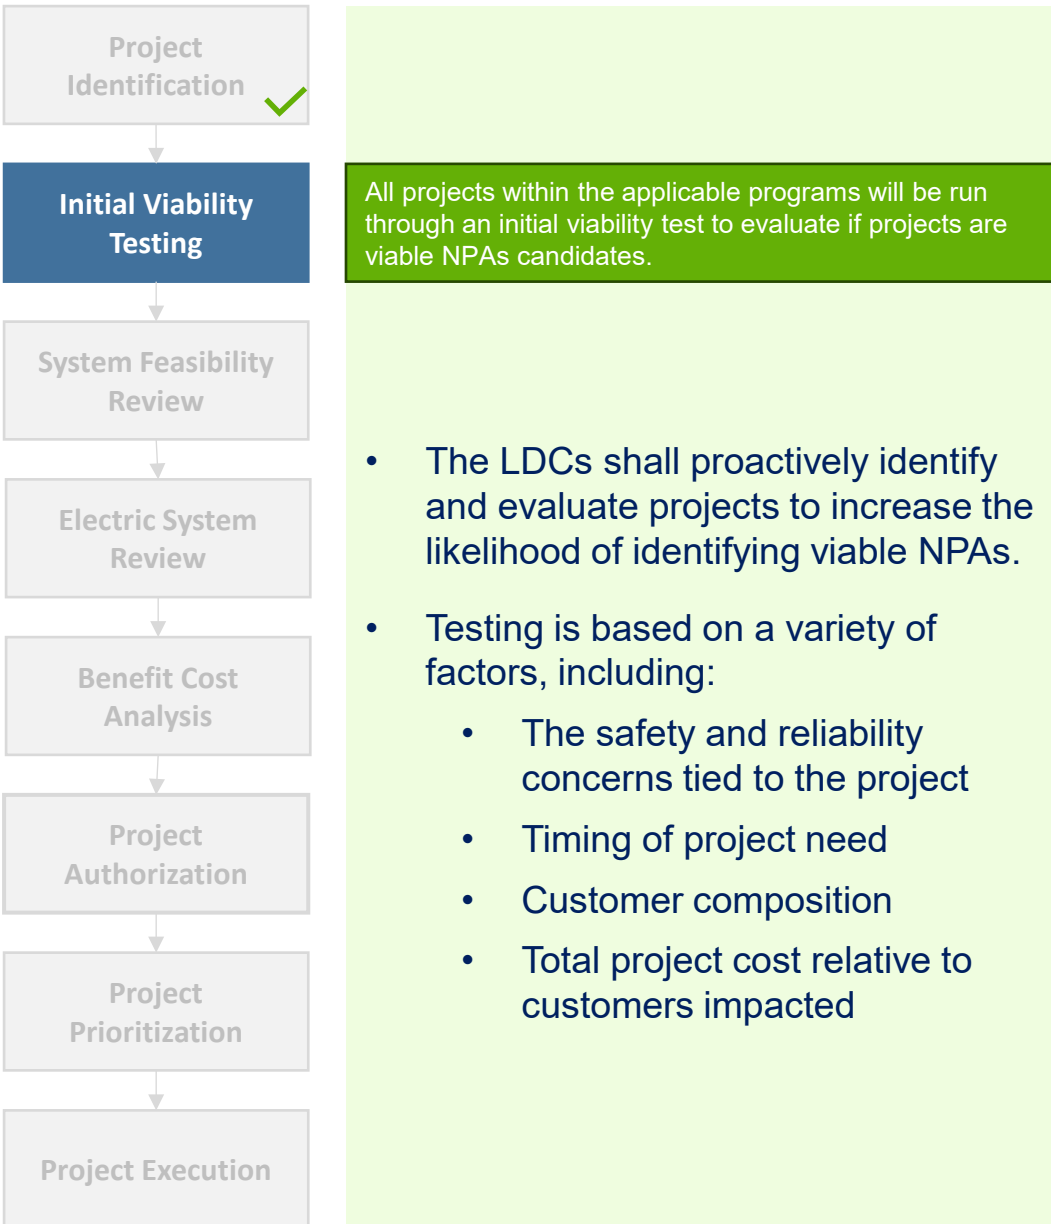 Project
Identification
Initial Viability
Testing
All projects within the applicable programs will be run
through an initial viability test to evaluate if projects are
viable NPAs candidates.
System Feasibility
Review
Electric System
Review
Benefit Cost
Analysis
Project
Authorization
Project
Prioritization
Project Execution
• The LDCs shall proactively identify
and evaluate projects to increase the
likelihood of identifying viable NPAs.
• Testing is based on a variety of
factors, including:
• The safety and reliability
concerns tied to the project
• Timing of project need
• Customer composition
• Total project cost relative to
customers impacted